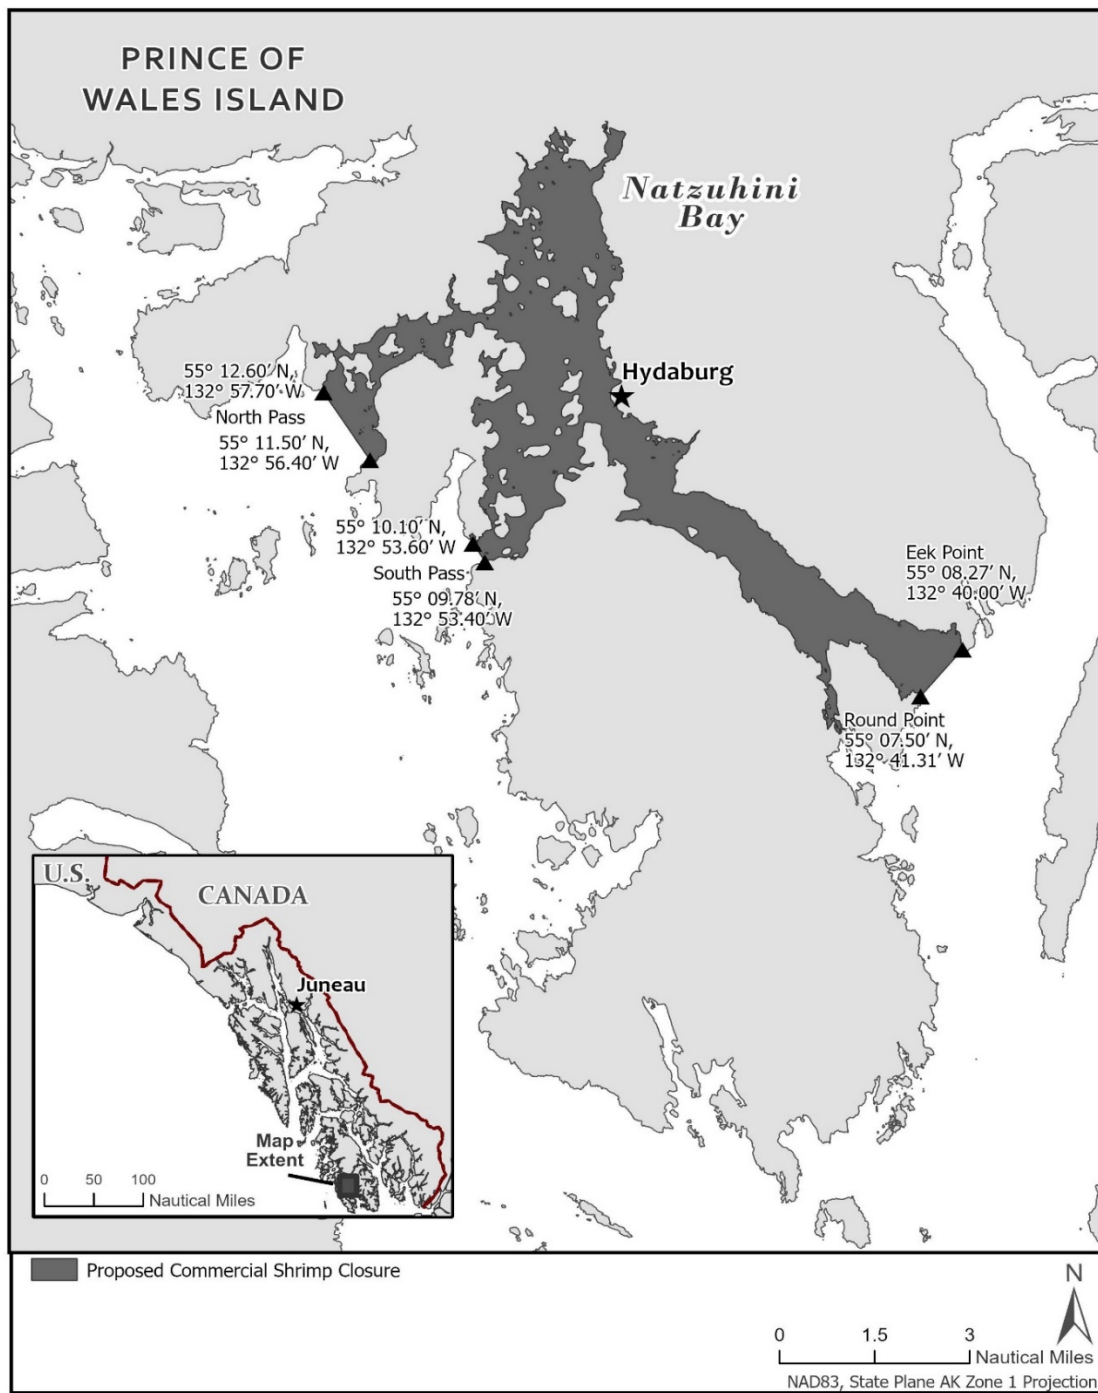 PRINCE OF
WALES ISLAND
Natzuhini
Bay
Hydaburg
55° 12.60′ N,
132° 57.70′ W
North Pass
55° 11.50′ N,
132° 56.40′ W
55° 10.10′ N,
132° 53.60′ W
South Pass
55° 09.78′ N,
132° 53.40′ W
Eek Point
55° 08.27′ N,
132° 40.00′ W
Round Point
55° 07.50′ N,
132° 41.31′ W
U.S.
CANADA
Juneau
Map
Extent
0 50 100
Nautical Miles
Proposed Commercial Shrimp Closure
N
0 1.5 3
Nautical Miles
NAD83, State Plane AK Zone 1 Projection